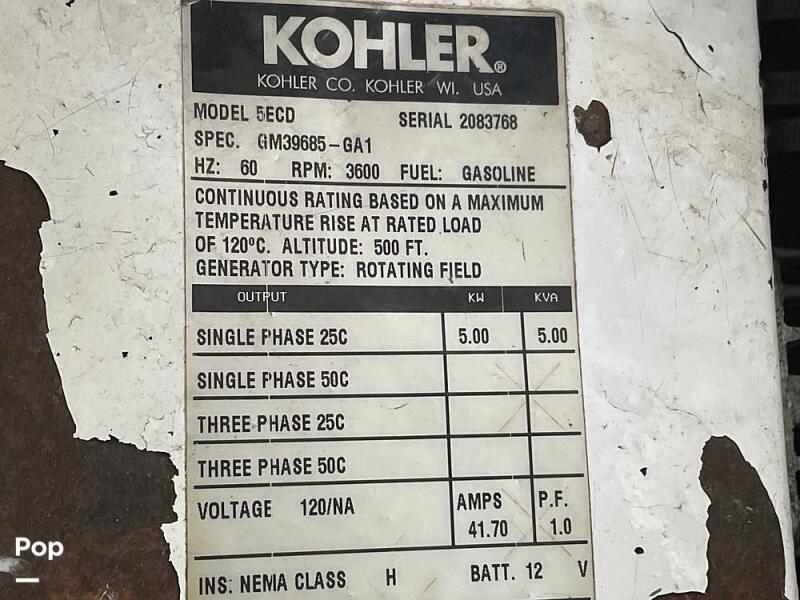 KOHLER®
KOHLER CO. KOHLER WI. USA
MODEL 5ECD SERIAL 2083768
SPEC. GM39685-GA1
HZ: 60 RPM: 3600 FUEL: GASOLINE
CONTINUOUS RATING BASED ON A MAXIMUM
TEMPERATURE RISE AT RATED LOAD
OF 120ºC. ALTITUDE: 500 FT.
GENERATOR TYPE: ROTATING FIELD
OUTPUT KW KVA
SINGLE PHASE 25C 5.00 5.00
SINGLE PHASE 50C
THREE PHASE 25C
THREE PHASE 50C
VOLTAGE 120/NA AMPS P.F.
41.70 1.0
INS. NEMA CLASS H BATT. 12 V
Pop